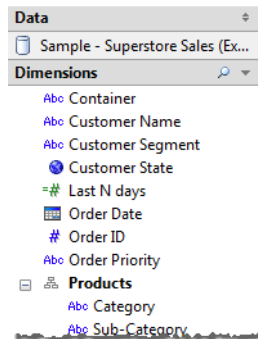 Data
Sample - Superstore Sales (Ex...
Dimensions
Abc Container
Abc Customer Name
Abc Customer Segment
Customer State
=# Last N days
Order Date
# Order ID
Abc Order Priority
Products
Abc Category
Abc Sub-Category